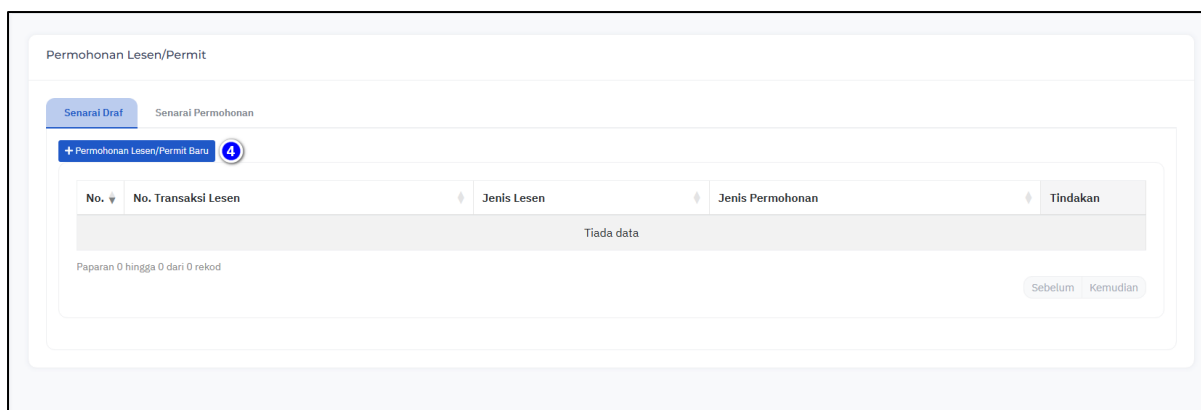 Permohonan Lesen/Permit
Senarai Draf Senarai Permohonan
+ Permohonan Lesen/Permit Baru 4
No. No. Transaksi Lesen Jenis Lesen Jenis Permohonan Tindakan
Tiada data
Paparan 0 hingga 0 dari 0 rekod
Sebelum Kemudian